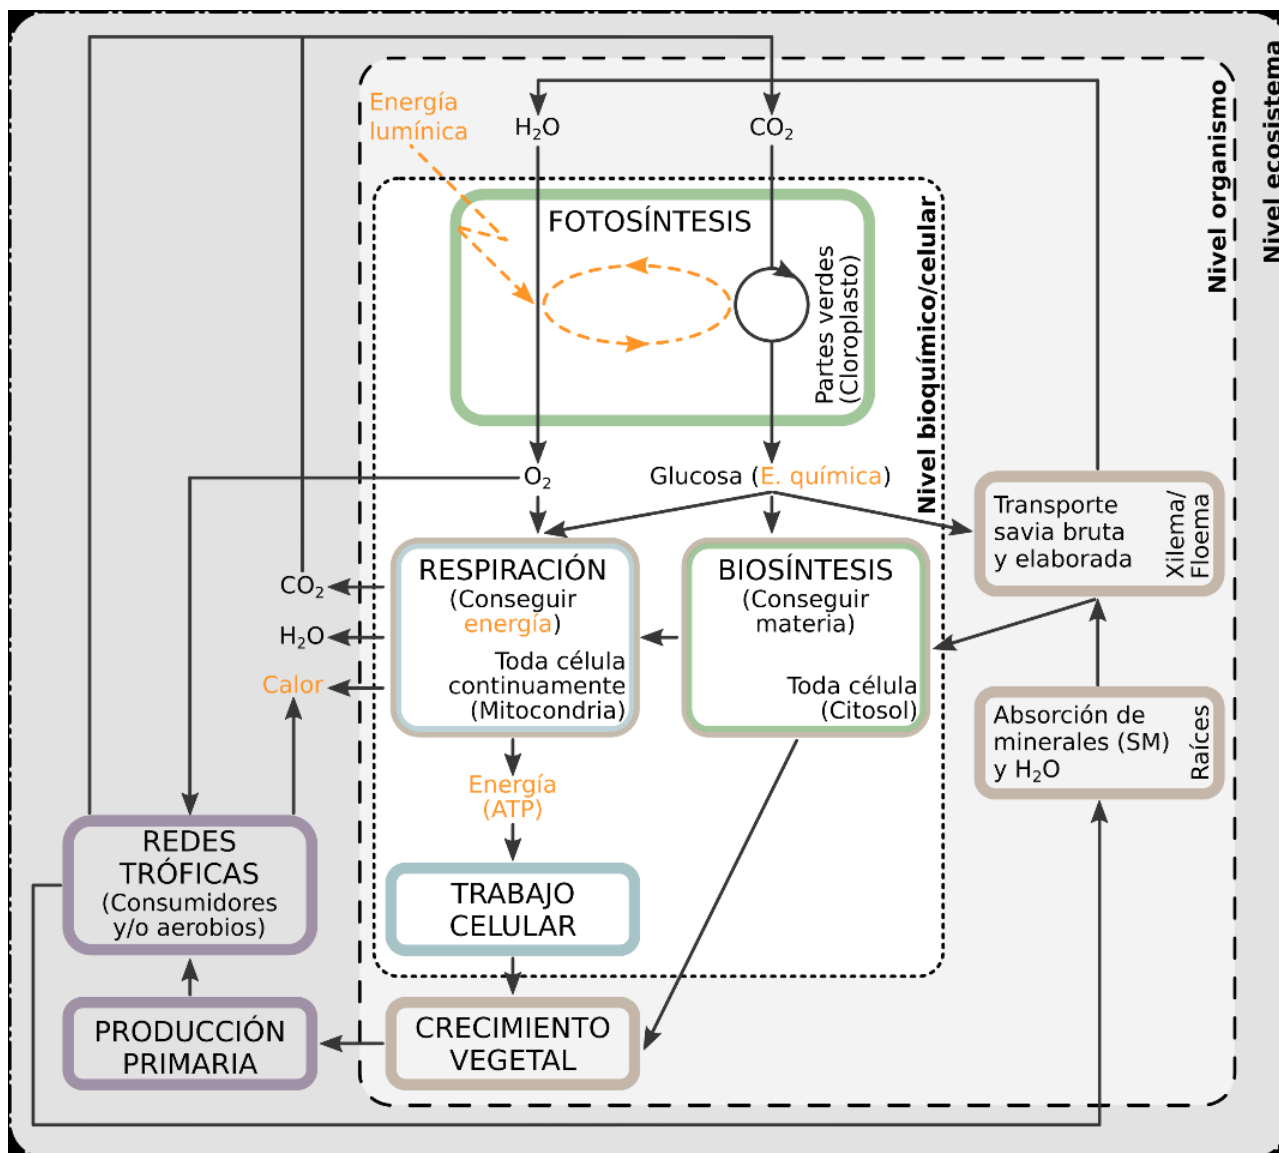 Nivel ecosistema
Nivel organismo
Energía
lumínica
H₂O
CO₂
Nivel bioquímico/celular
FOTOSÍNTESIS
Partes verdes
(Cloroplasto)
O₂
Glucosa (E. química)
Transporte
savia bruta
y elaborada
Xilema/
Floema
RESPIRACIÓN
(Conseguir
energía)
Toda célula
continuamente
(Mitocondria)
BIOSÍNTESIS
(Conseguir
materia)
Toda célula
(Citosol)
CO₂
H₂O
Calor
Absorción de
minerales (SM)
y H₂O
Raíces
Energía
(ATP)
REDES
TRÓFICAS
(Consumidores
y/o aerobios)
TRABAJO
CELULAR
PRODUCCIÓN
PRIMARIA
CRECIMIENTO
VEGETAL